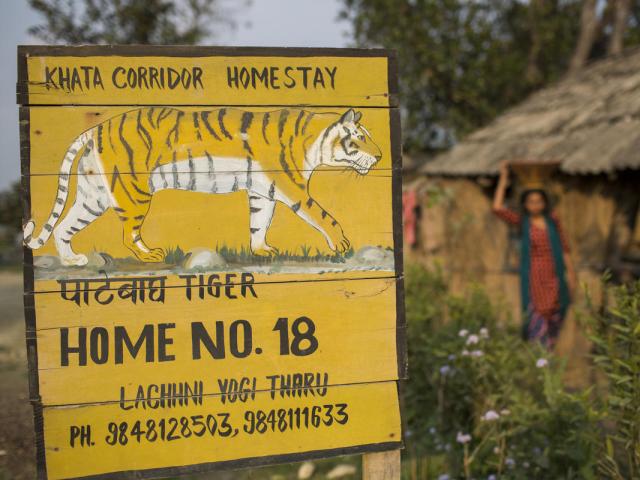 KHATA CORRIDOR HOMESTAY
पाटेबाघ TIGER
HOME NO. 18
LACHHNI YOGI THARU
PH. 9848128503, 9848111633